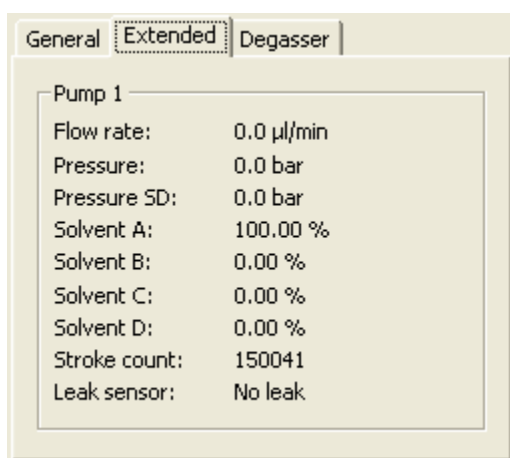 General Extended Degasser
Pump 1
Flow rate: 0.0 µl/min
Pressure: 0.0 bar
Pressure SD: 0.0 bar
Solvent A: 100.00 %
Solvent B: 0.00 %
Solvent C: 0.00 %
Solvent D: 0.00 %
Stroke count: 150041
Leak sensor: No leak